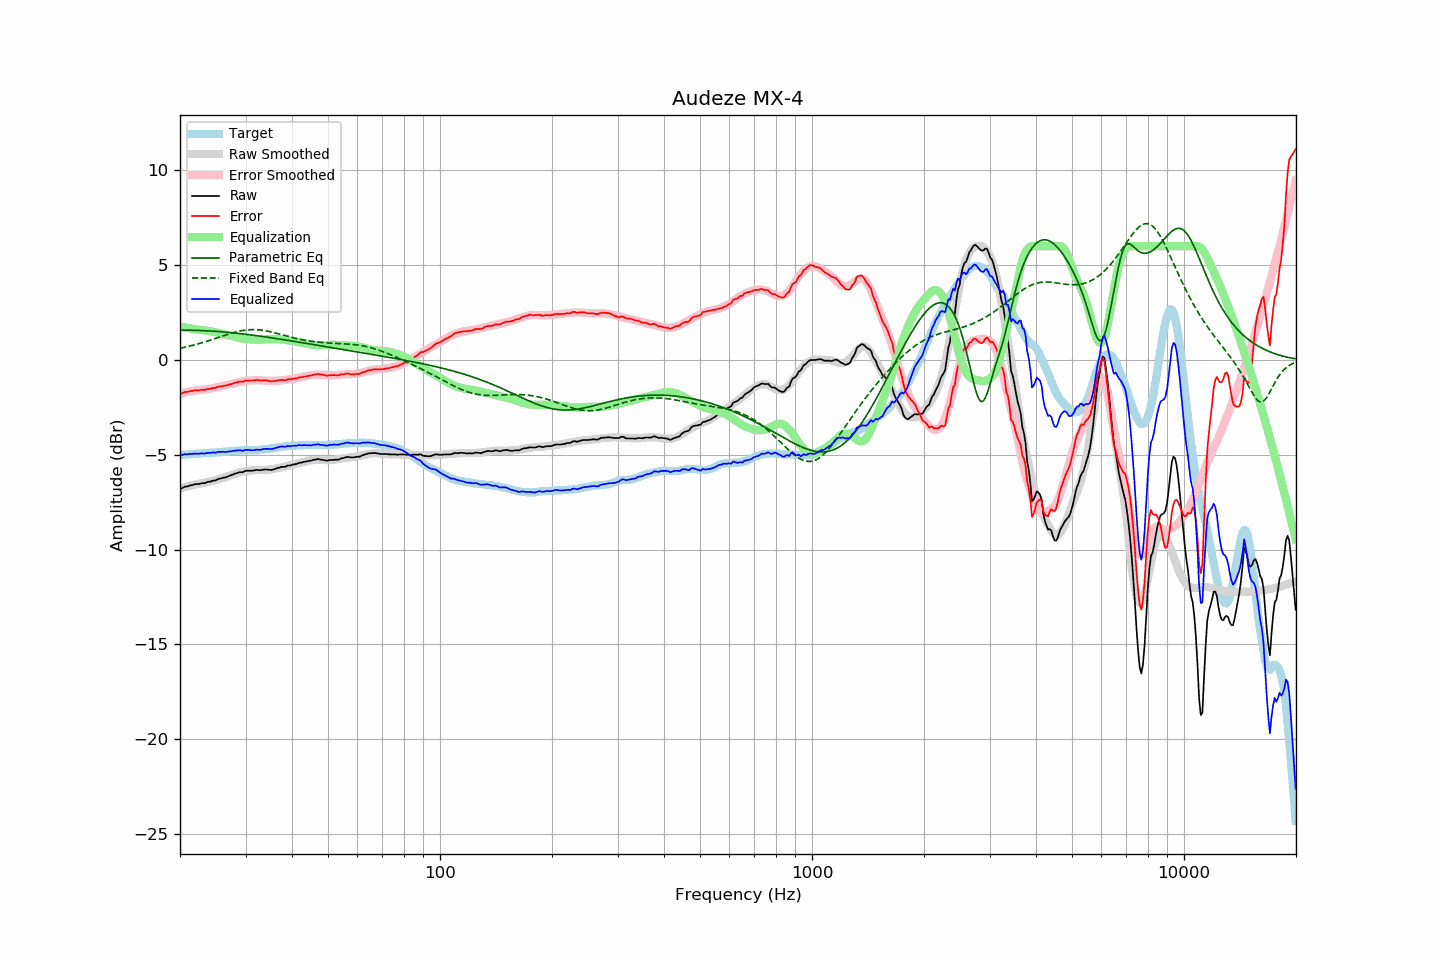 Audeze MX-4
Target
Raw Smoothed
Error Smoothed
Raw
Error
Equalization
Parametric Eq
Fixed Band Eq
Equalized
10
5
0
−5
−10
−15
−20
−25
Amplitude (dBr)
100
1000
10000
Frequency (Hz)